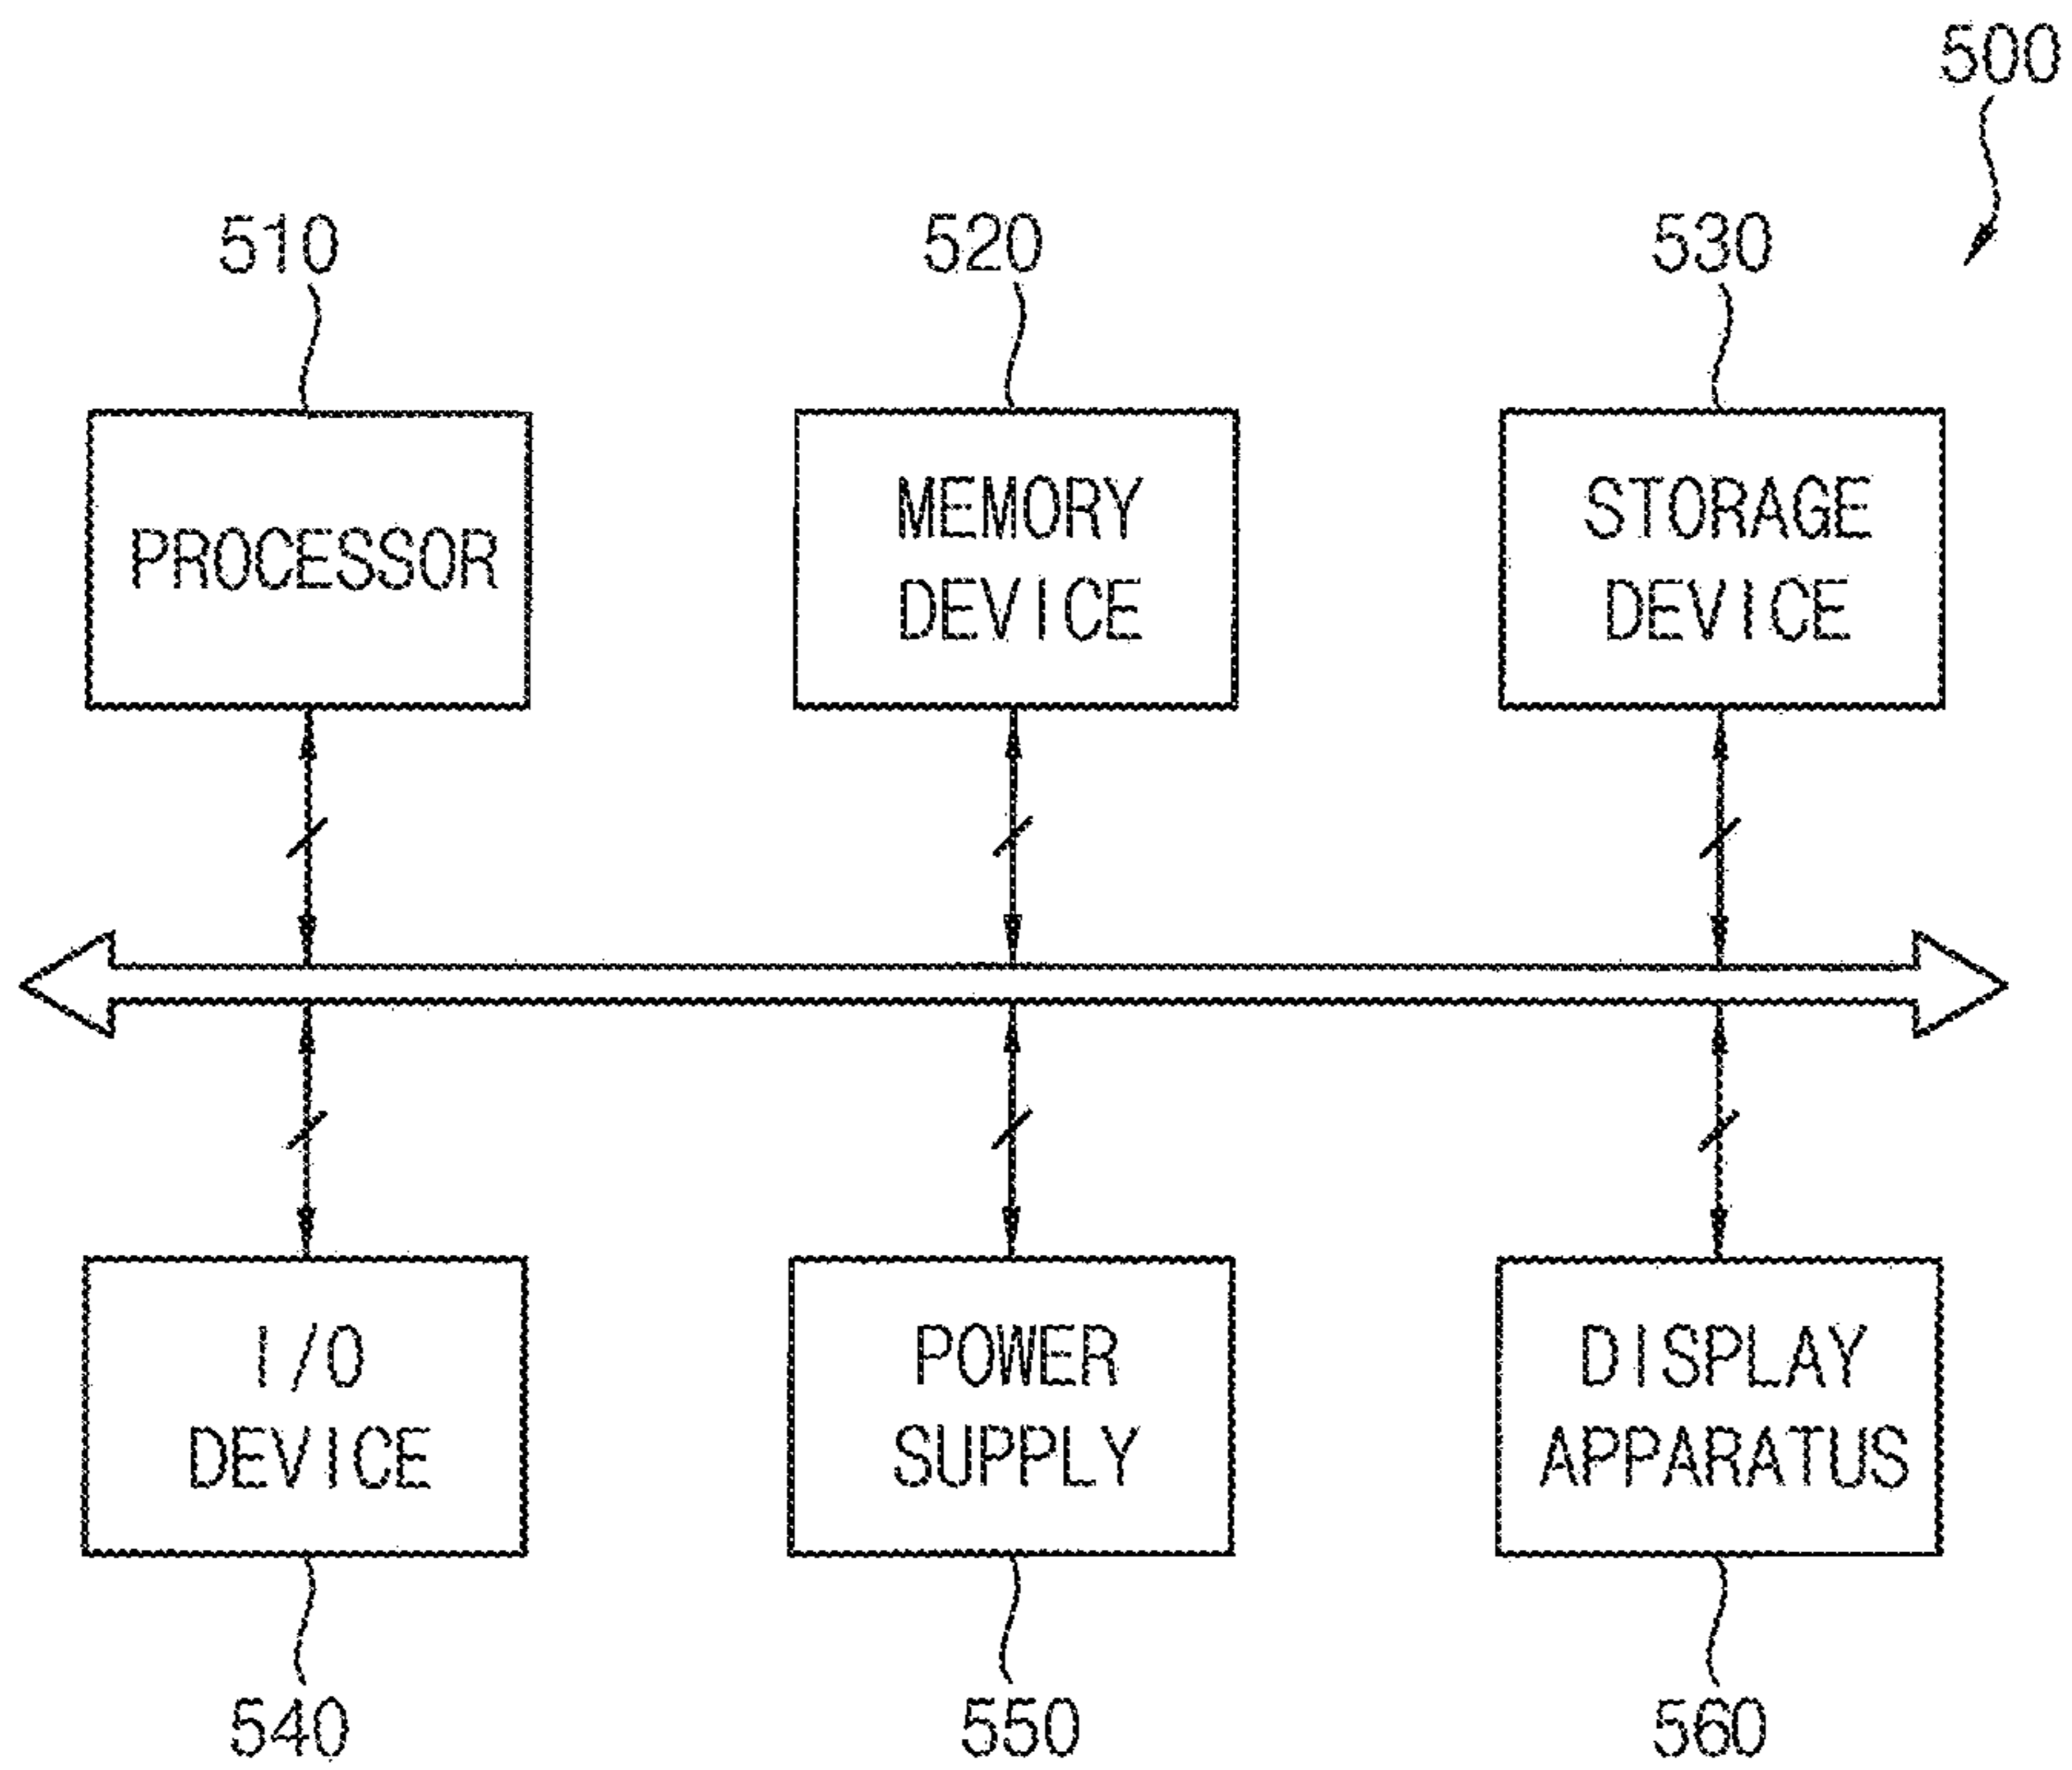 500
510
520
530
PROCESSOR
MEMORY
DEVICE
STORAGE
DEVICE
I/O
DEVICE
POWER
SUPPLY
DISPLAY
APPARATUS
540
550
560